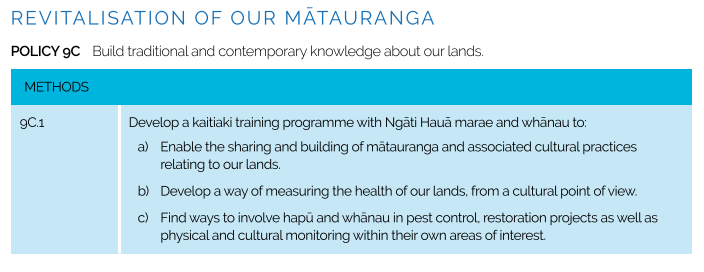 REVITALISATION OF OUR MĀTAURANGA
POLICY 9C Build traditional and contemporary knowledge about our lands.
METHODS
9C.1 Develop a kaitiaki training programme with Ngāti Hauā marae and whānau to:
a) Enable the sharing and building of mātauranga and associated cultural practices
relating to our lands.
b) Develop a way of measuring the health of our lands, from a cultural point of view.
c) Find ways to involve hapū and whānau in pest control, restoration projects as well as
physical and cultural monitoring within their own areas of interest.